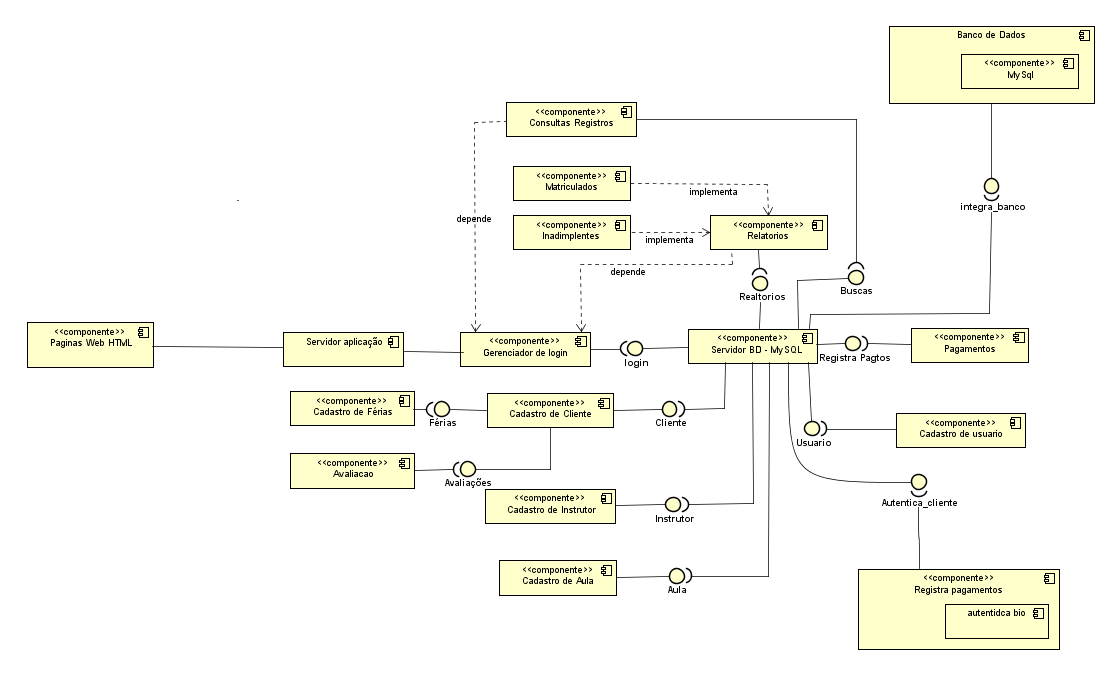 Banco de Dados
<<componente>>
MySql
<<componente>>
Consultas Registros
<<componente>>
Matriculados
implementa
integra_banco
depende
<<componente>>
Inadimplentes
implementa
<<componente>>
Relatorios
depende
Realtorios
Buscas
<<componente>>
Paginas Web HTML
Servidor aplicação
<<componente>>
Gerenciador de login
login
<<componente>>
Servidor BD - MySQL
Registra Pagtos
<<componente>>
Pagamentos
<<componente>>
Cadastro de Férias
Férias
<<componente>>
Cadastro de Cliente
Cliente
Usuario
<<componente>>
Cadastro de usuario
<<componente>>
Avaliacao
Avaliações
<<componente>>
Cadastro de Instrutor
Instrutor
Autentica_cliente
<<componente>>
Cadastro de Aula
Aula
<<componente>>
Registra pagamentos
autentidca bio